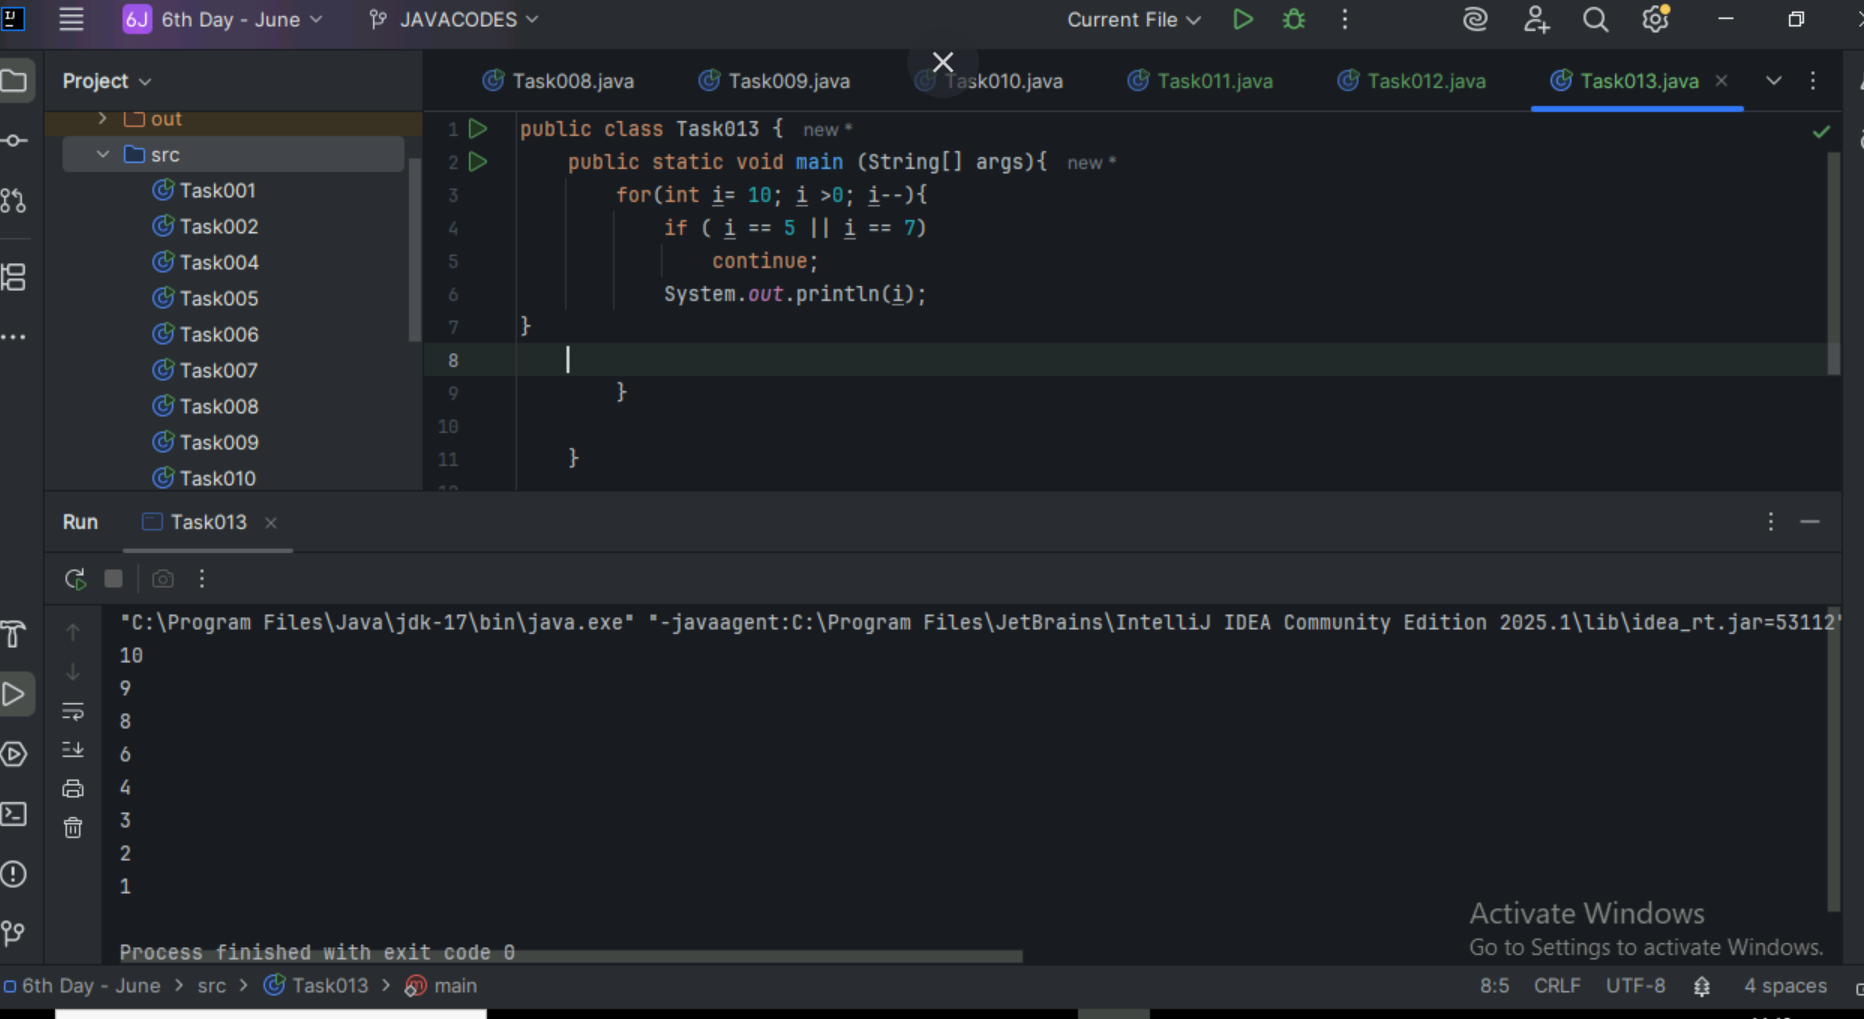 6J 6th Day - June JAVACODES Current File
Project
Task008.java Task009.java Task010.java Task011.java Task012.java Task013.java
out
src
Task001
Task002
Task004
Task005
Task006
Task007
Task008
Task009
Task010
1 public class Task013 { new *
2 public static void main (String[] args){ new *
3 for(int i= 10; i >0; i--){
4 if ( i == 5 || i == 7)
5 continue;
6 System.out.println(i);
7 }
8
9 }
10
11 }
Run Task013
"C:\Program Files\Java\jdk-17\bin\java.exe" "-javaagent:C:\Program Files\JetBrains\IntelliJ IDEA Community Edition 2025.1\lib\idea_rt.jar=53112
10
9
8
6
4
3
2
1
Process finished with exit code 0
Activate Windows
Go to Settings to activate Windows.
6th Day - June > src > Task013 > main 8:5 CRLF UTF-8 4 spaces